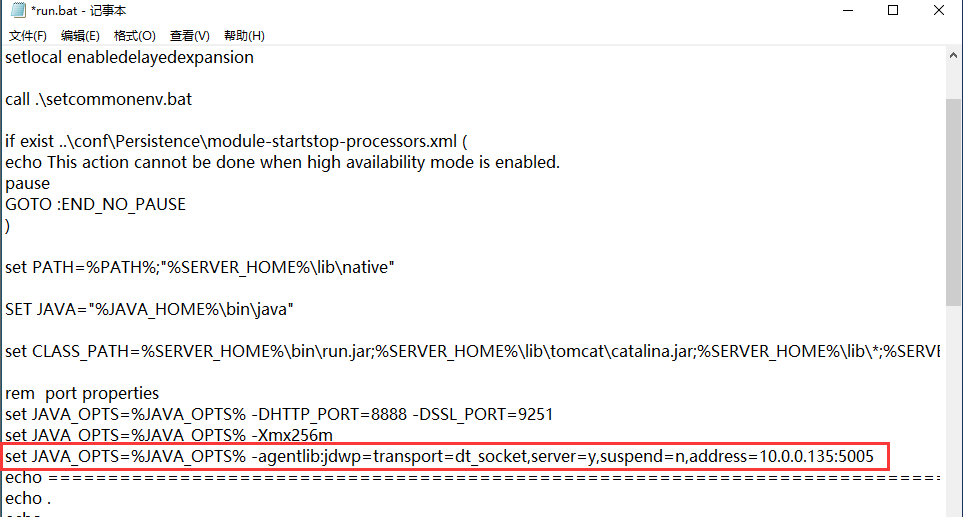 *run.bat - 记事本
文件(F) 编辑(E) 格式(O) 查看(V) 帮助(H)
setlocal enabledelayedexpansion
call .\setcommonenv.bat
if exist ..\conf\Persistence\module-startstop-processors.xml (
echo This action cannot be done when high availability mode is enabled.
pause
GOTO :END_NO_PAUSE
)
set PATH=%PATH%;"%SERVER_HOME%\lib\native"
SET JAVA="%JAVA_HOME%\bin\java"
set CLASS_PATH=%SERVER_HOME%\bin\run.jar;%SERVER_HOME%\lib\tomcat\catalina.jar;%SERVER_HOME%\lib\*;%SERVE
rem  port properties
set JAVA_OPTS=%JAVA_OPTS% -DHTTP_PORT=8888 -DSSL_PORT=9251
set JAVA_OPTS=%JAVA_OPTS% -Xmx256m
set JAVA_OPTS=%JAVA_OPTS% -agentlib:jdwp=transport=dt_socket,server=y,suspend=n,address=10.0.0.135:5005
echo ===========================================================================
echo .